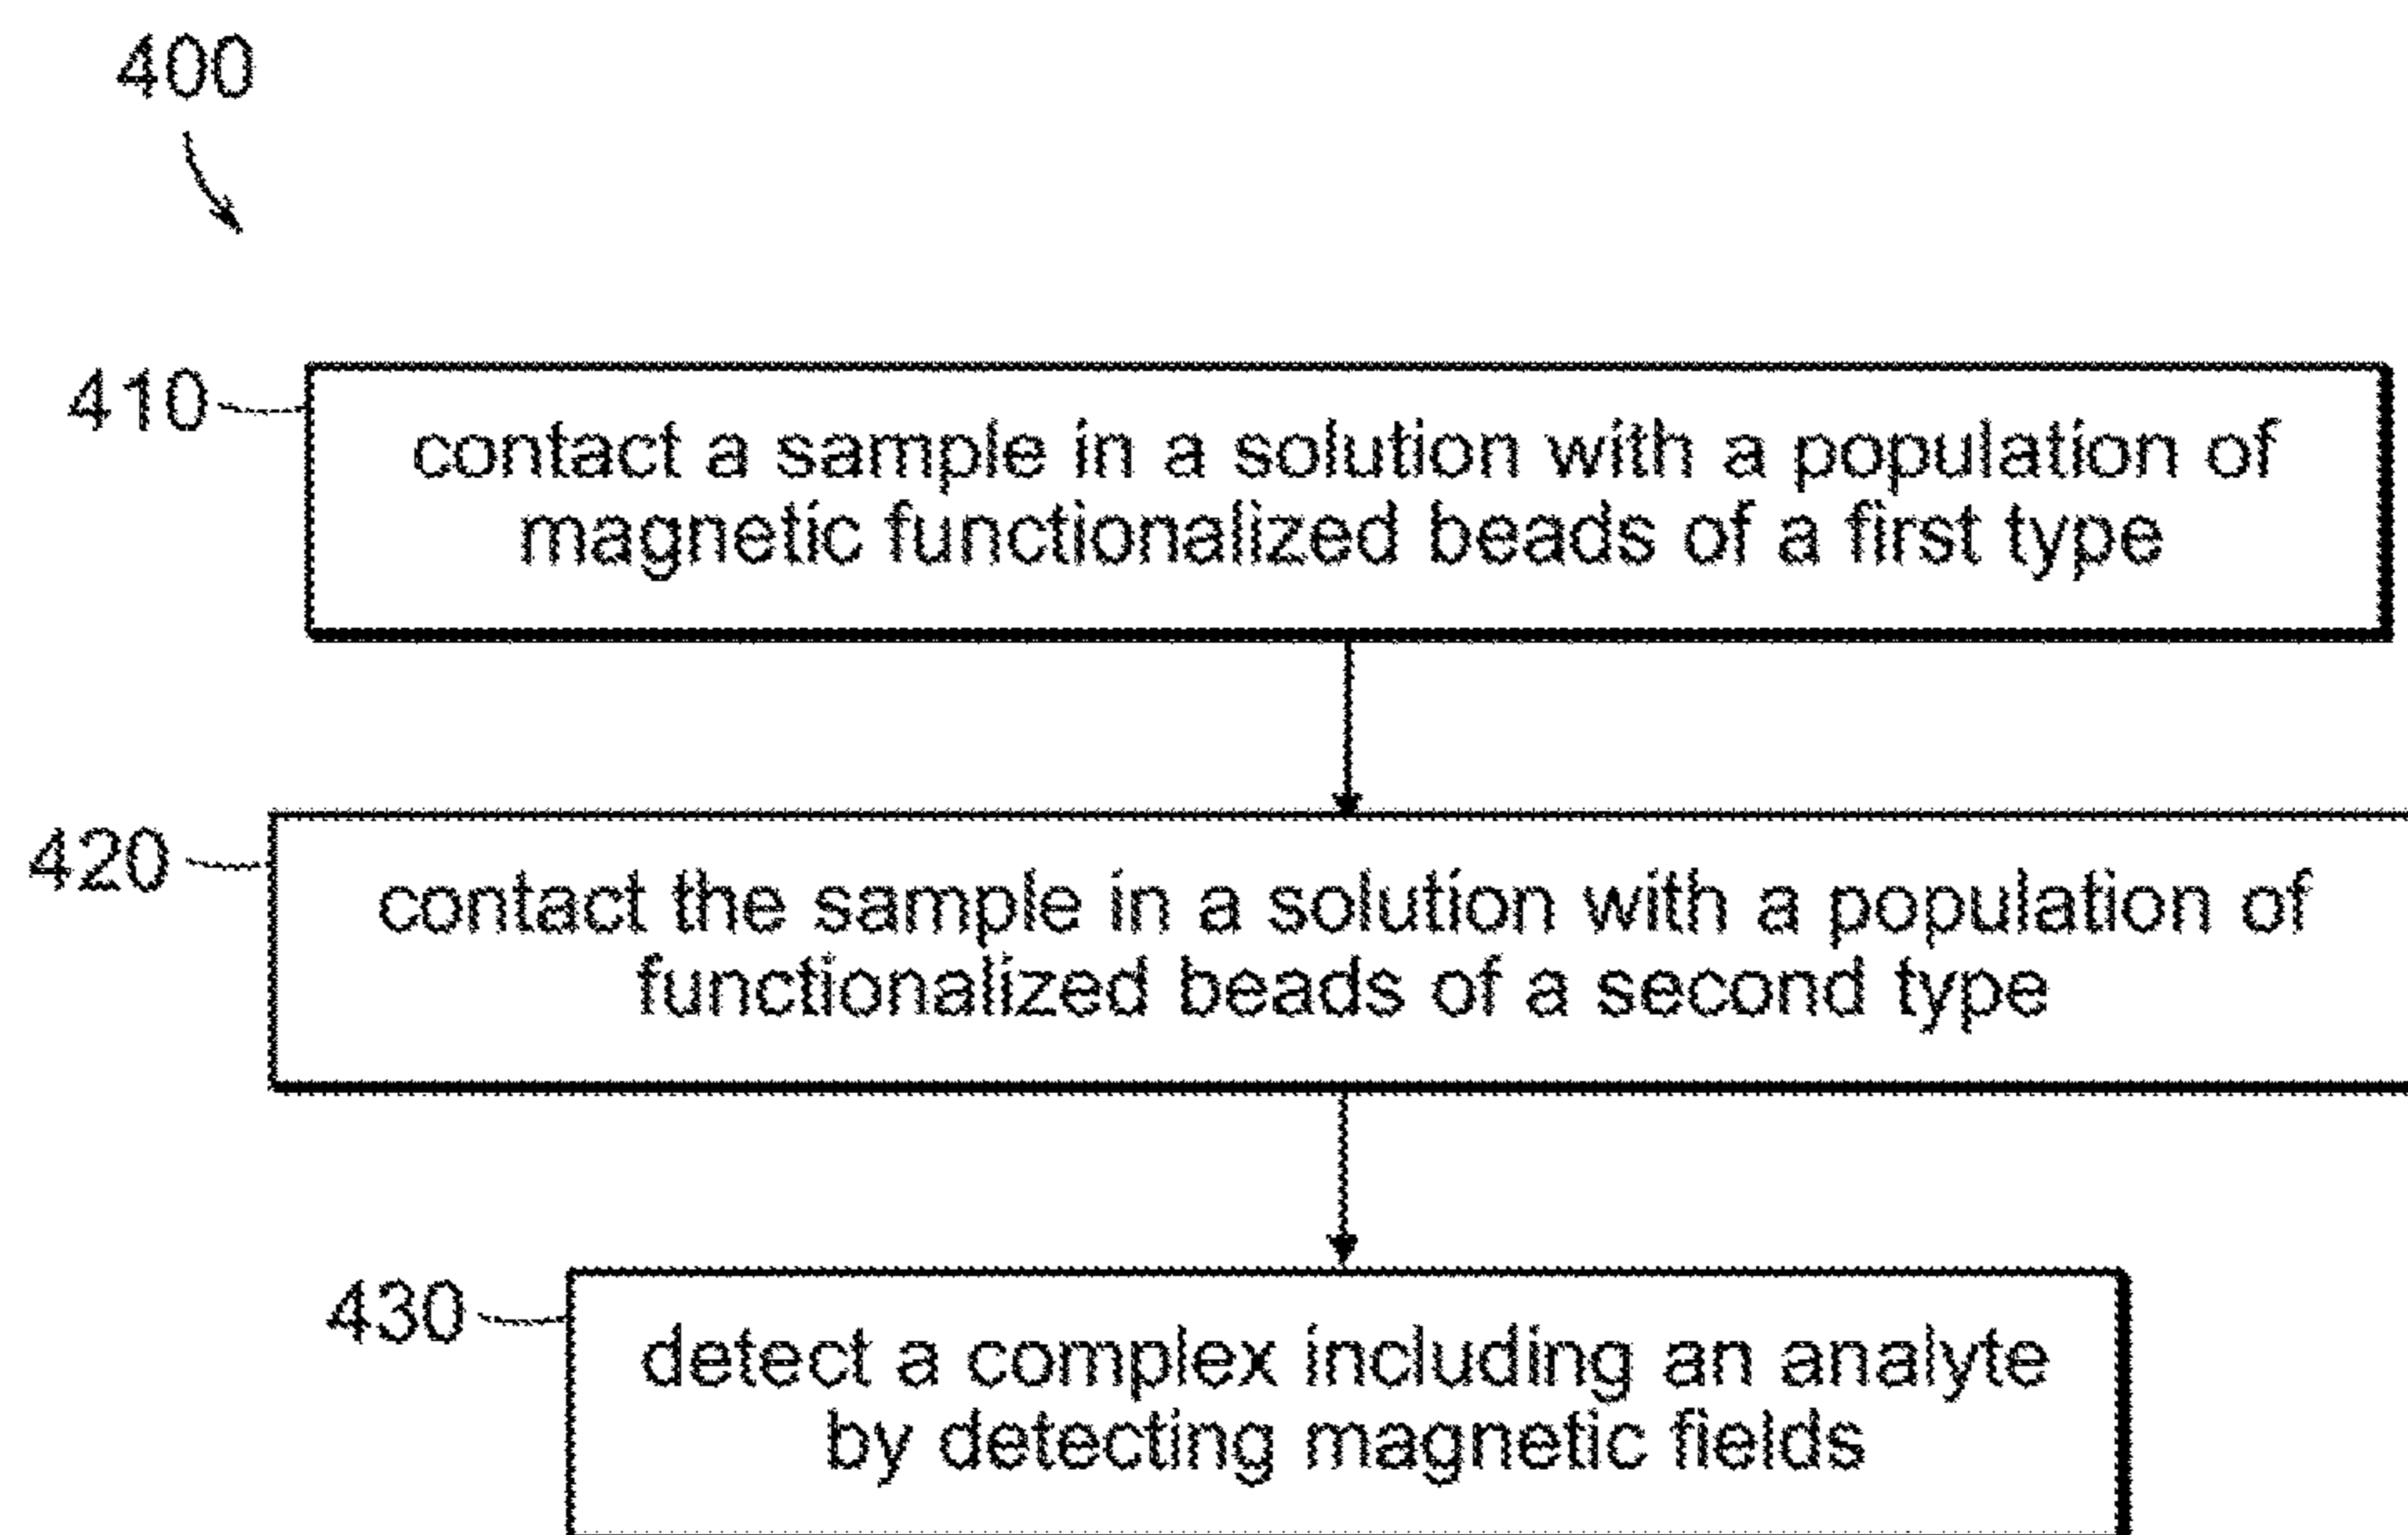 400
410
contact a sample in a solution with a population of
magnetic functionalized beads of a first type
420
contact the sample in a solution with a population of
functionalized beads of a second type
430
detect a complex including an analyte
by detecting magnetic fields